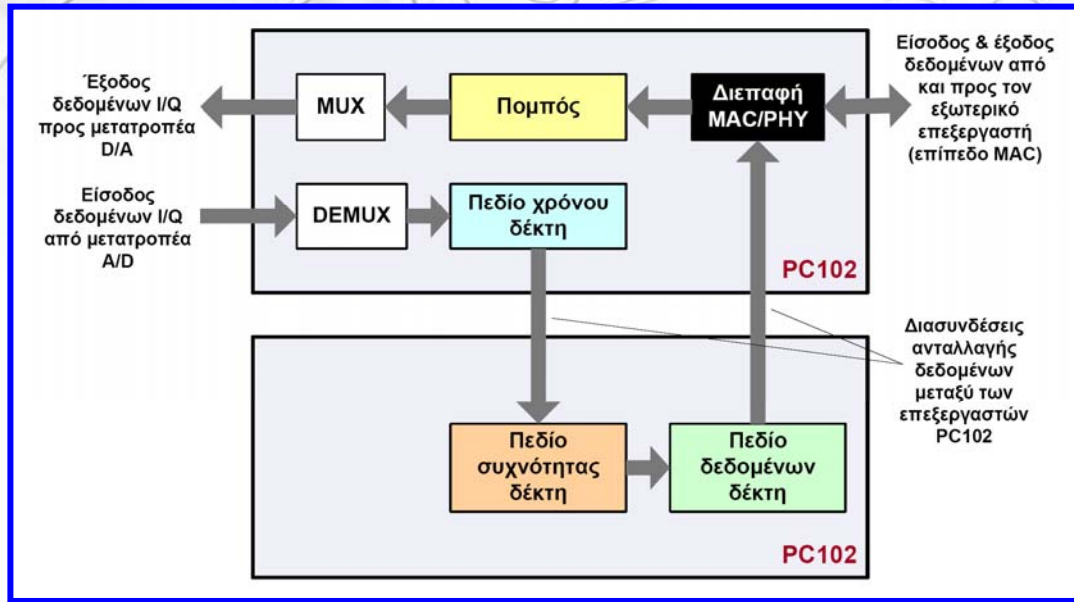 Έξοδος
δεδομένων I/Q
προς μετατροπέα
D/A
MUX
Πομπός
Διεπαφή
MAC/PHY
Είσοδος & έξοδος
δεδομένων από
και προς τον
εξωτερικό
επεξεργαστή
(επίπεδο MAC)
Είσοδος
δεδομένων I/Q
από μετατροπέα
A/D
DEMUX
Πεδίο χρόνου
δέκτη
PC102
Διασυνδέσεις
ανταλλαγής
δεδομένων
μεταξύ των
επεξεργαστών
PC102
Πεδίο
συχνότητας
δέκτη
Πεδίο
δεδομένων
δέκτη
PC102